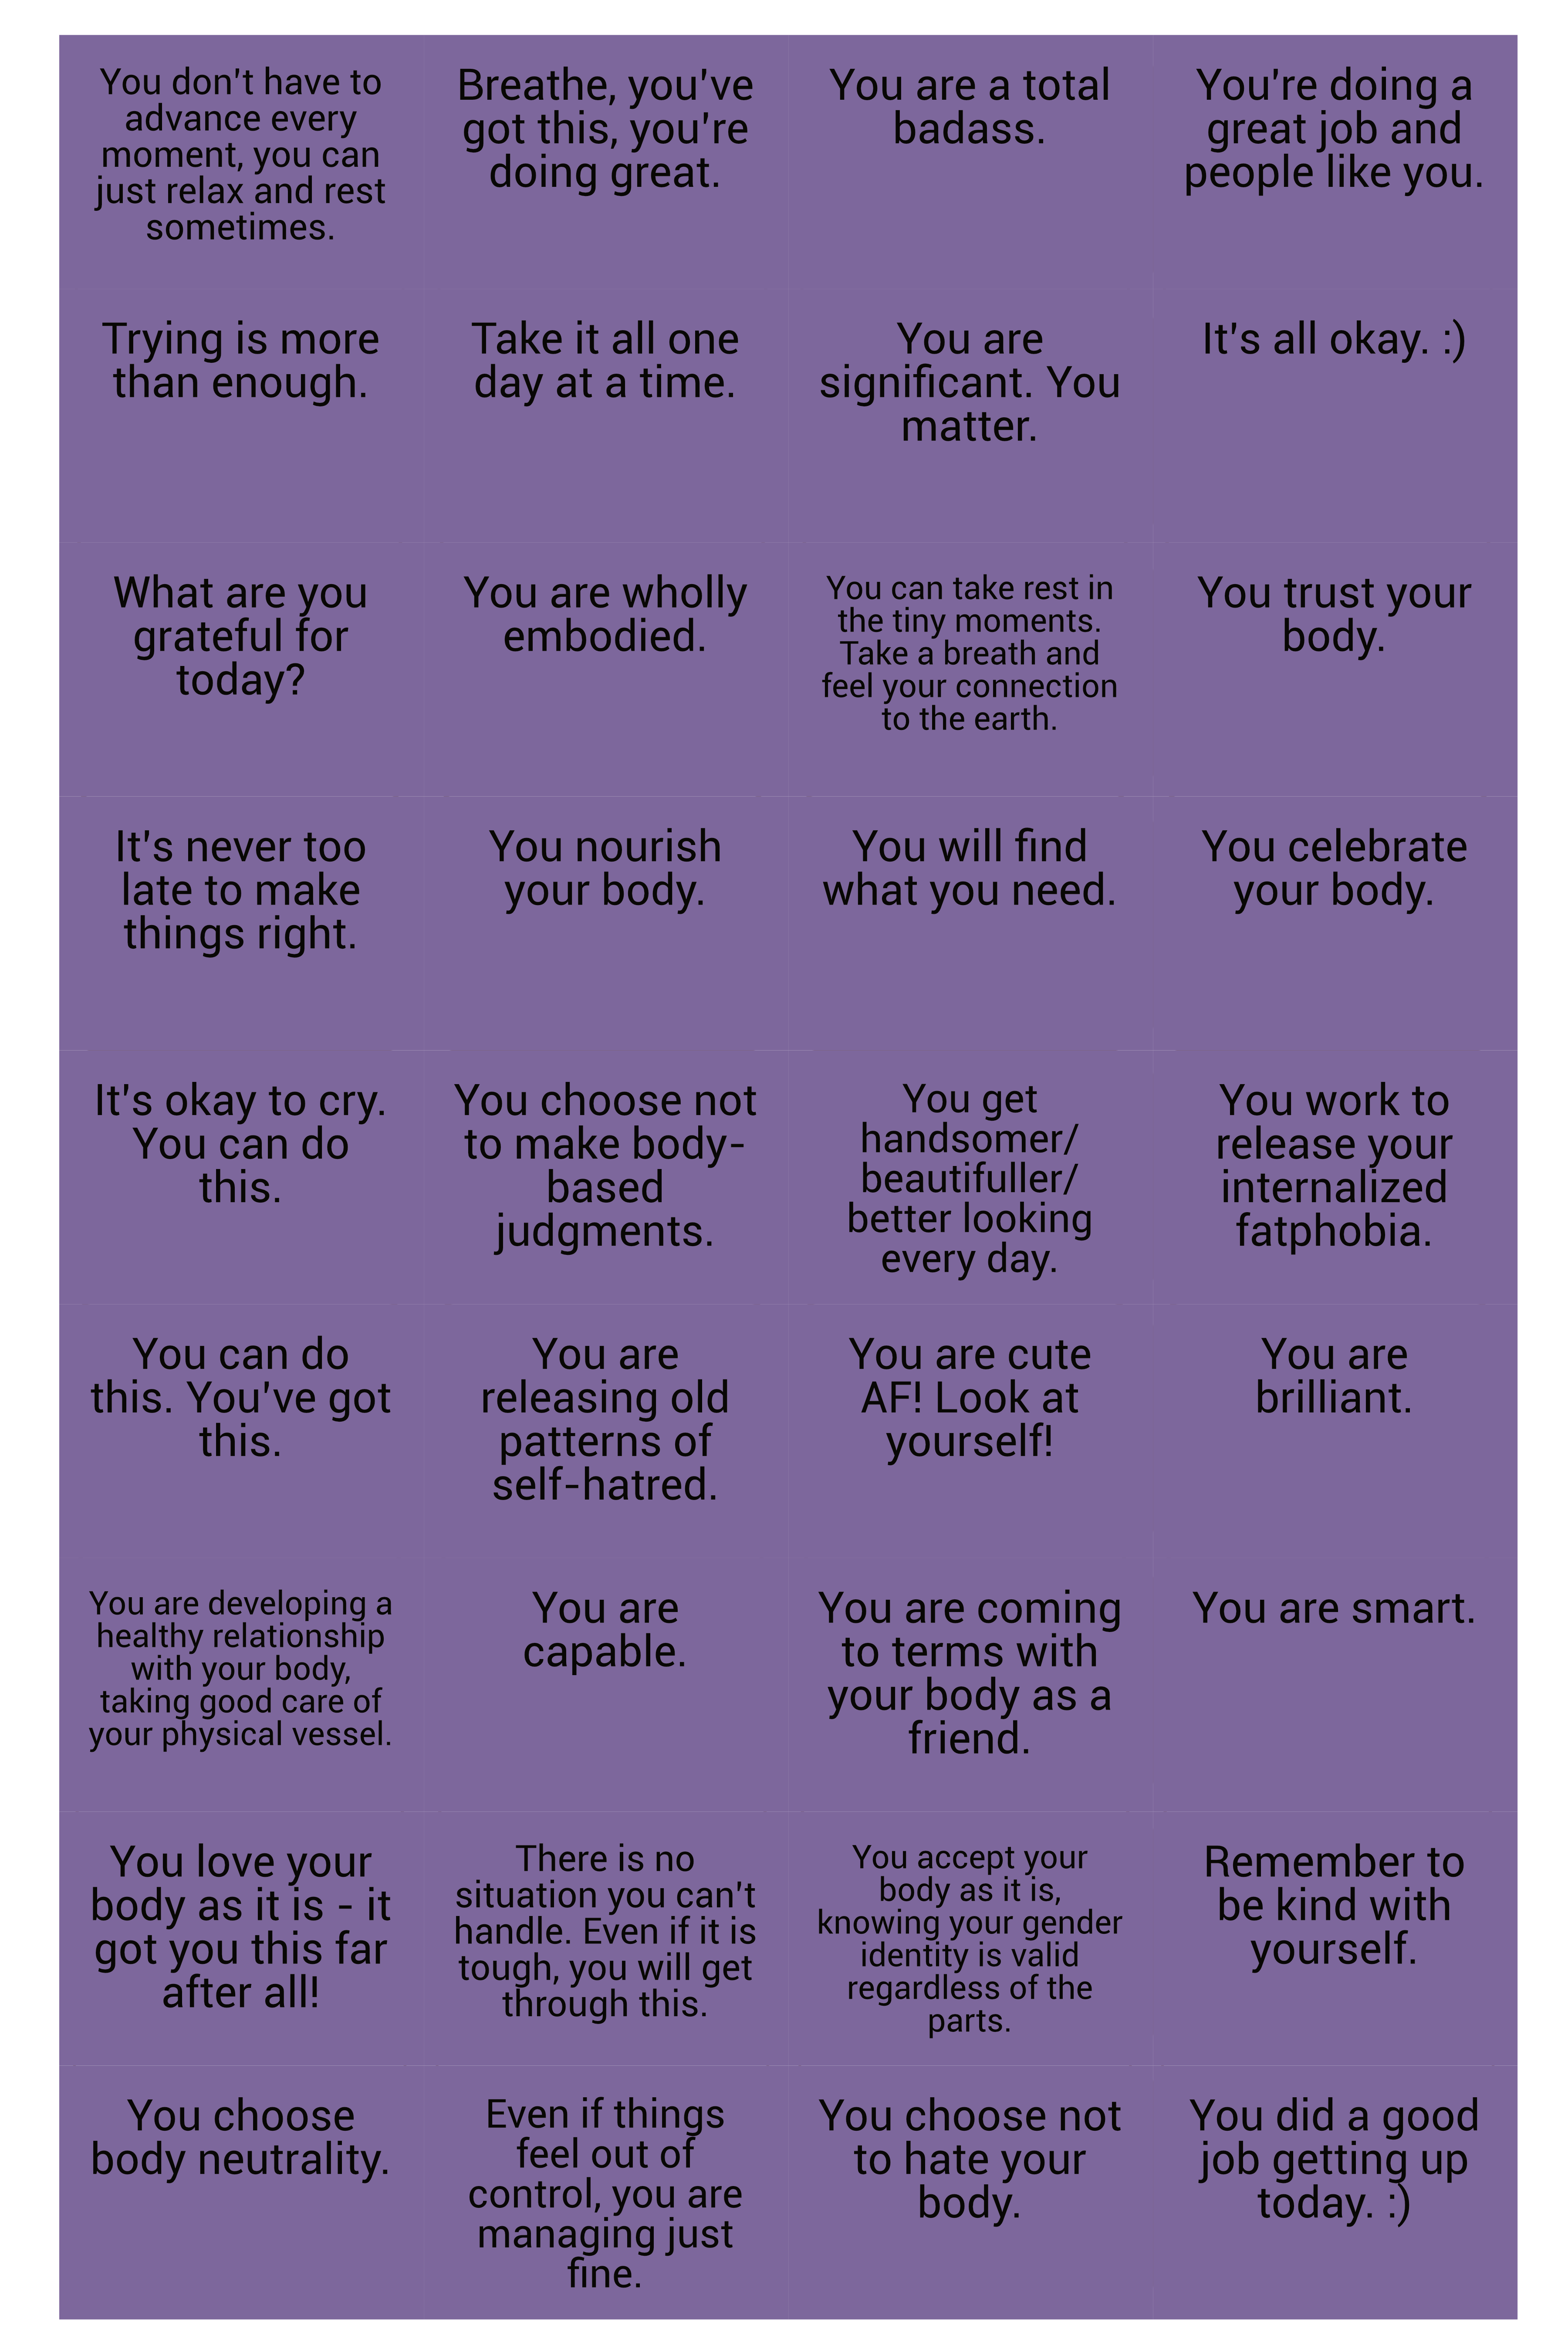 You don't have to
advance every
moment, you can
just relax and rest
sometimes.
Breathe, you've
got this, you're
doing great.
You are a total
badass.
You're doing a
great job and
people like you.
Trying is more
than enough.
Take it all one
day at a time.
You are
significant. You
matter.
It's all okay. :)
What are you
grateful for
today?
You are wholly
embodied.
You can take rest in
the tiny moments.
Take a breath and
feel your connection
to the earth.
You trust your
body.
It's never too
late to make
things right.
You nourish
your body.
You will find
what you need.
You celebrate
your body.
It's okay to cry.
You can do
this.
You choose not
to make body-
based
judgments.
You get
handsomer/
beautifuller/
better looking
every day.
You work to
release your
internalized
fatphobia.
You can do
this. You've got
this.
You are
releasing old
patterns of
self-hatred.
You are cute
AF! Look at
yourself!
You are
brilliant.
You are developing a
healthy relationship
with your body,
taking good care of
your physical vessel.
You are
capable.
You are coming
to terms with
your body as a
friend.
You are smart.
You love your
body as it is - it
got you this far
after all!
There is no
situation you can't
handle. Even if it is
tough, you will get
through this.
You accept your
body as it is,
knowing your gender
identity is valid
regardless of the
parts.
Remember to
be kind with
yourself.
You choose
body neutrality.
Even if things
feel out of
control, you are
managing just
fine.
You choose not
to hate your
body.
You did a good
job getting up
today. :)